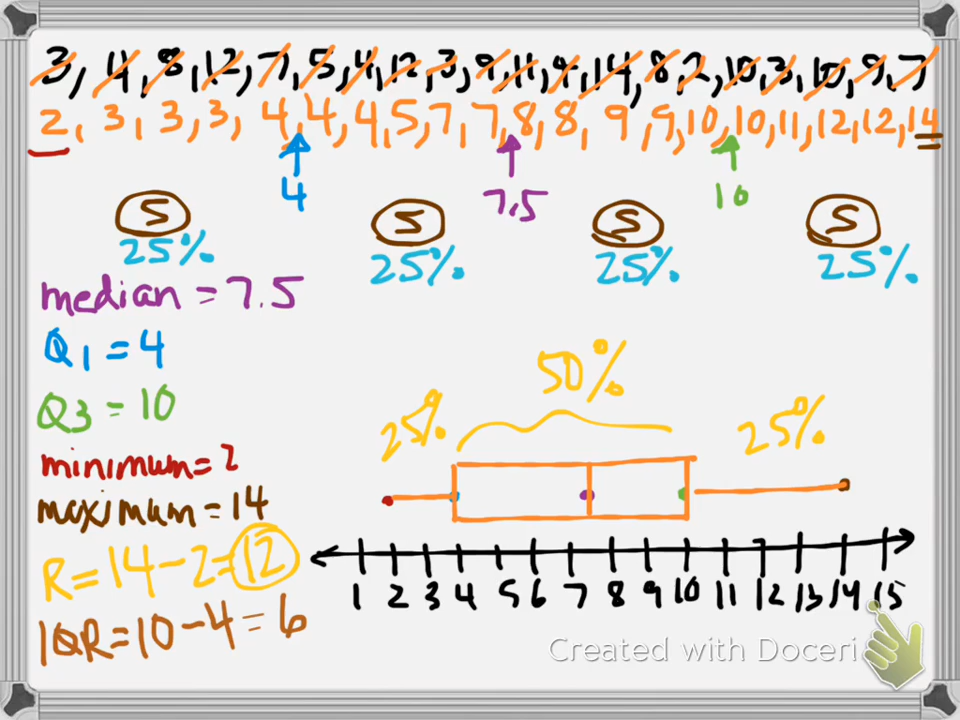 3, 4, 8, 12, 7, 5, 4, 12, 3, 9, 11, 4, 14, 8, 2, 10, 3, 10, 9, 7
2, 3, 3, 3, 4, 4, 4, 5, 7, 7, 8, 8, 9, 9, 10, 10, 11, 12, 12, 14
4 7.5 10
5 5 5 5
25% 25% 25% 25%
median = 7.5
Q1 = 4
Q3 = 10
minimum = 2
maximum = 14
R = 14 - 2 = 12
IQR = 10 - 4 = 6
50%
25% 25%
1 2 3 4 5 6 7 8 9 10 11 12 13 14 15
Created with Doceri